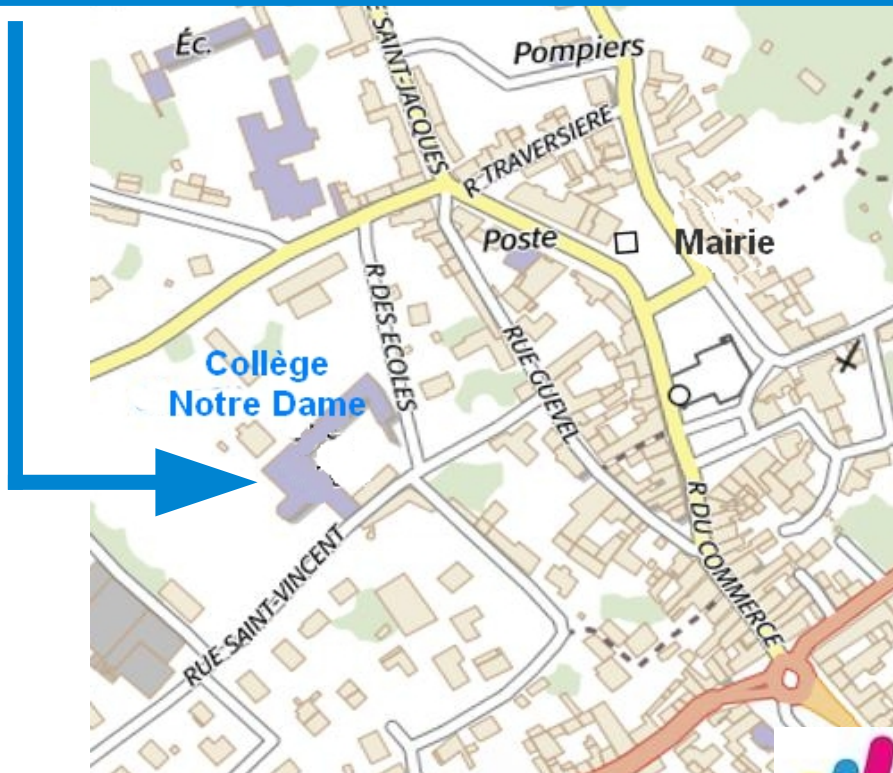 Éc.
E SAINT-JACQUES
Pompiers
R TRAVERSIERE
Poste
Mairie
R DES ECOLES
RUE GUEVEL
Collège
Notre Dame
R DU COMMERCE
RUE SAINT-VINCENT